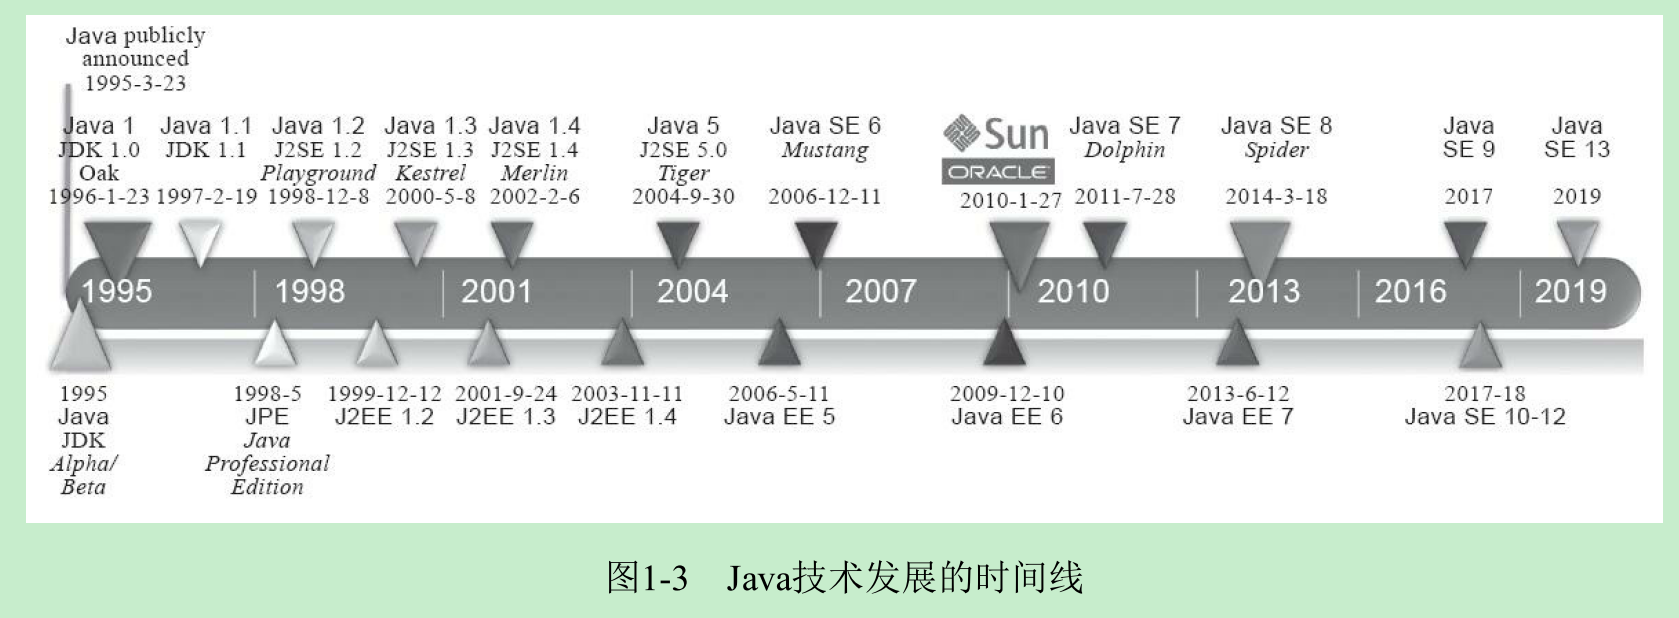 Java publicly
announced
1995-3-23
Java 1
JDK 1.0
Oak
1996-1-23
Java 1.1
JDK 1.1
1997-2-19
Java 1.2
J2SE 1.2
Playground
1998-12-8
Java 1.3
J2SE 1.3
Kestrel
2000-5-8
Java 1.4
J2SE 1.4
Merlin
2002-2-6
Java 5
J2SE 5.0
Tiger
2004-9-30
Java SE 6
Mustang
2006-12-11
Sun
ORACLE
2010-1-27
Java SE 7
Dolphin
2011-7-28
Java SE 8
Spider
2014-3-18
Java
SE 9
2017
Java
SE 13
2019
1995 1998 2001 2004 2007 2010 2013 2016 2019
1995
Java
JDK
Alpha/
Beta
1998-5
JPE
Java
Professional
Edition
1999-12-12
J2EE 1.2
2001-9-24
J2EE 1.3
2003-11-11
J2EE 1.4
2006-5-11
Java EE 5
2009-12-10
Java EE 6
2013-6-12
Java EE 7
2017-18
Java SE 10-12
图1-3 Java技术发展的时间线